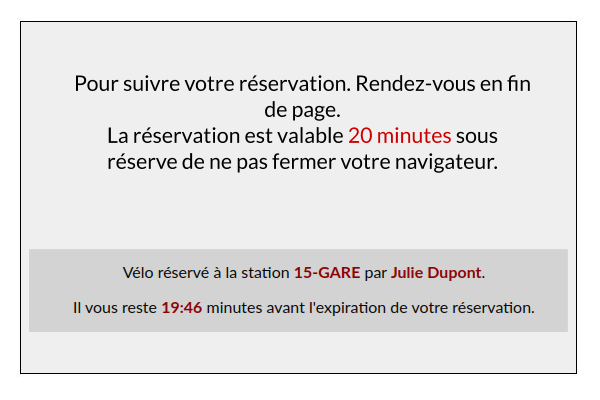 Pour suivre votre réservation. Rendez-vous en fin
de page.
La réservation est valable 20 minutes sous
réserve de ne pas fermer votre navigateur.
Vélo réservé à la station 15-GARE par Julie Dupont.
Il vous reste 19:46 minutes avant l'expiration de votre réservation.